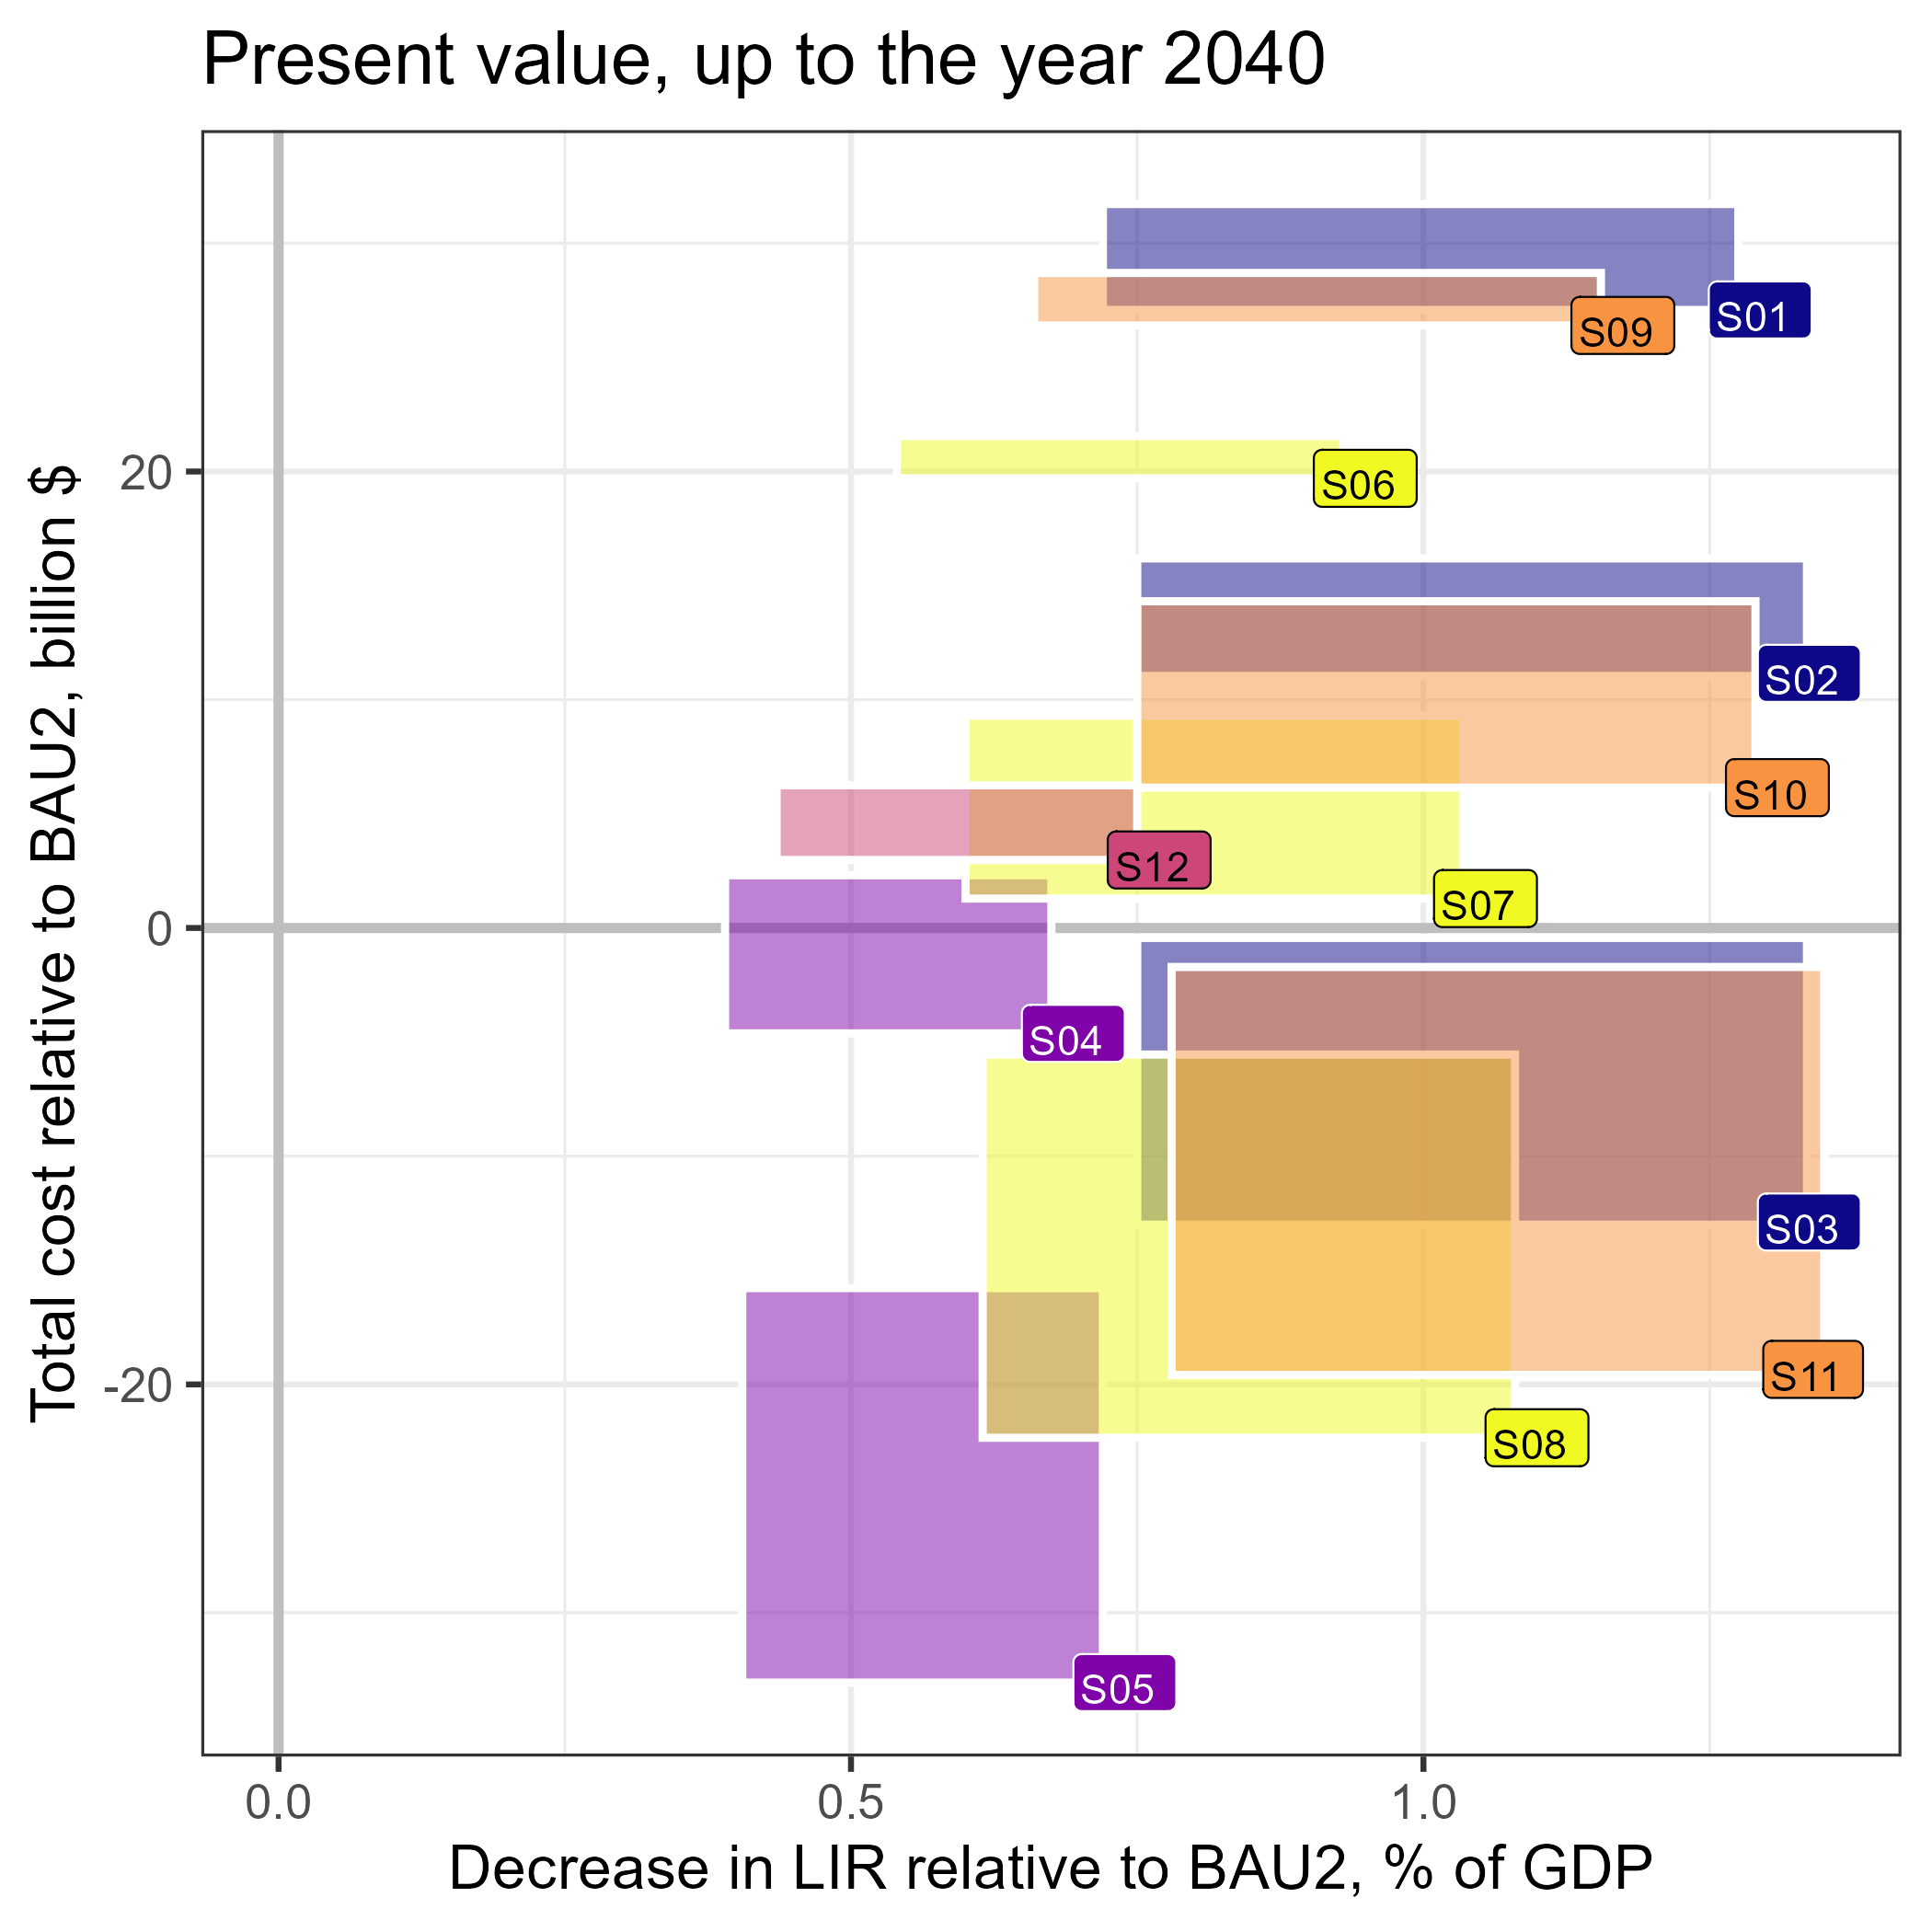 Present value, up to the year 2040
Total cost relative to BAU2, billion $
20
0
-20
S01
S09
S06
S02
S10
S12
S07
S04
S03
S11
S08
S05
0.0
0.5
1.0
Decrease in LIR relative to BAU2, % of GDP